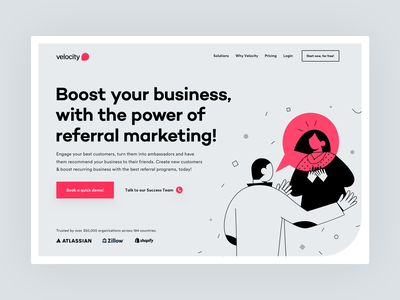 velocity
Solutions Why Velocity Pricing Login Start now, for free!
Boost your business,
with the power of
referral marketing!
Engage your best customers, turn them into ambassadors and have
them recommend your business to their friends. Create new customers
& boost recurring business with the best referral programs, today!
Book a quick demo! Talk to our Success Team
Trusted by over 350,000 organizations across 194 countries.
ATLASSIAN Zillow shopify